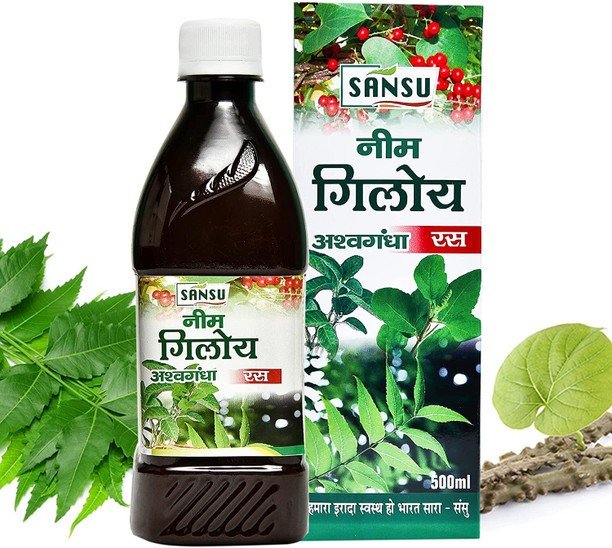 SANSU
नीम
गिलोय
अश्वगंधा रस
500ml
हमारा इरादा स्वस्थ हो भारत सारा - संसु
SANSU
नीम
गिलोय
अश्वगंधा रस